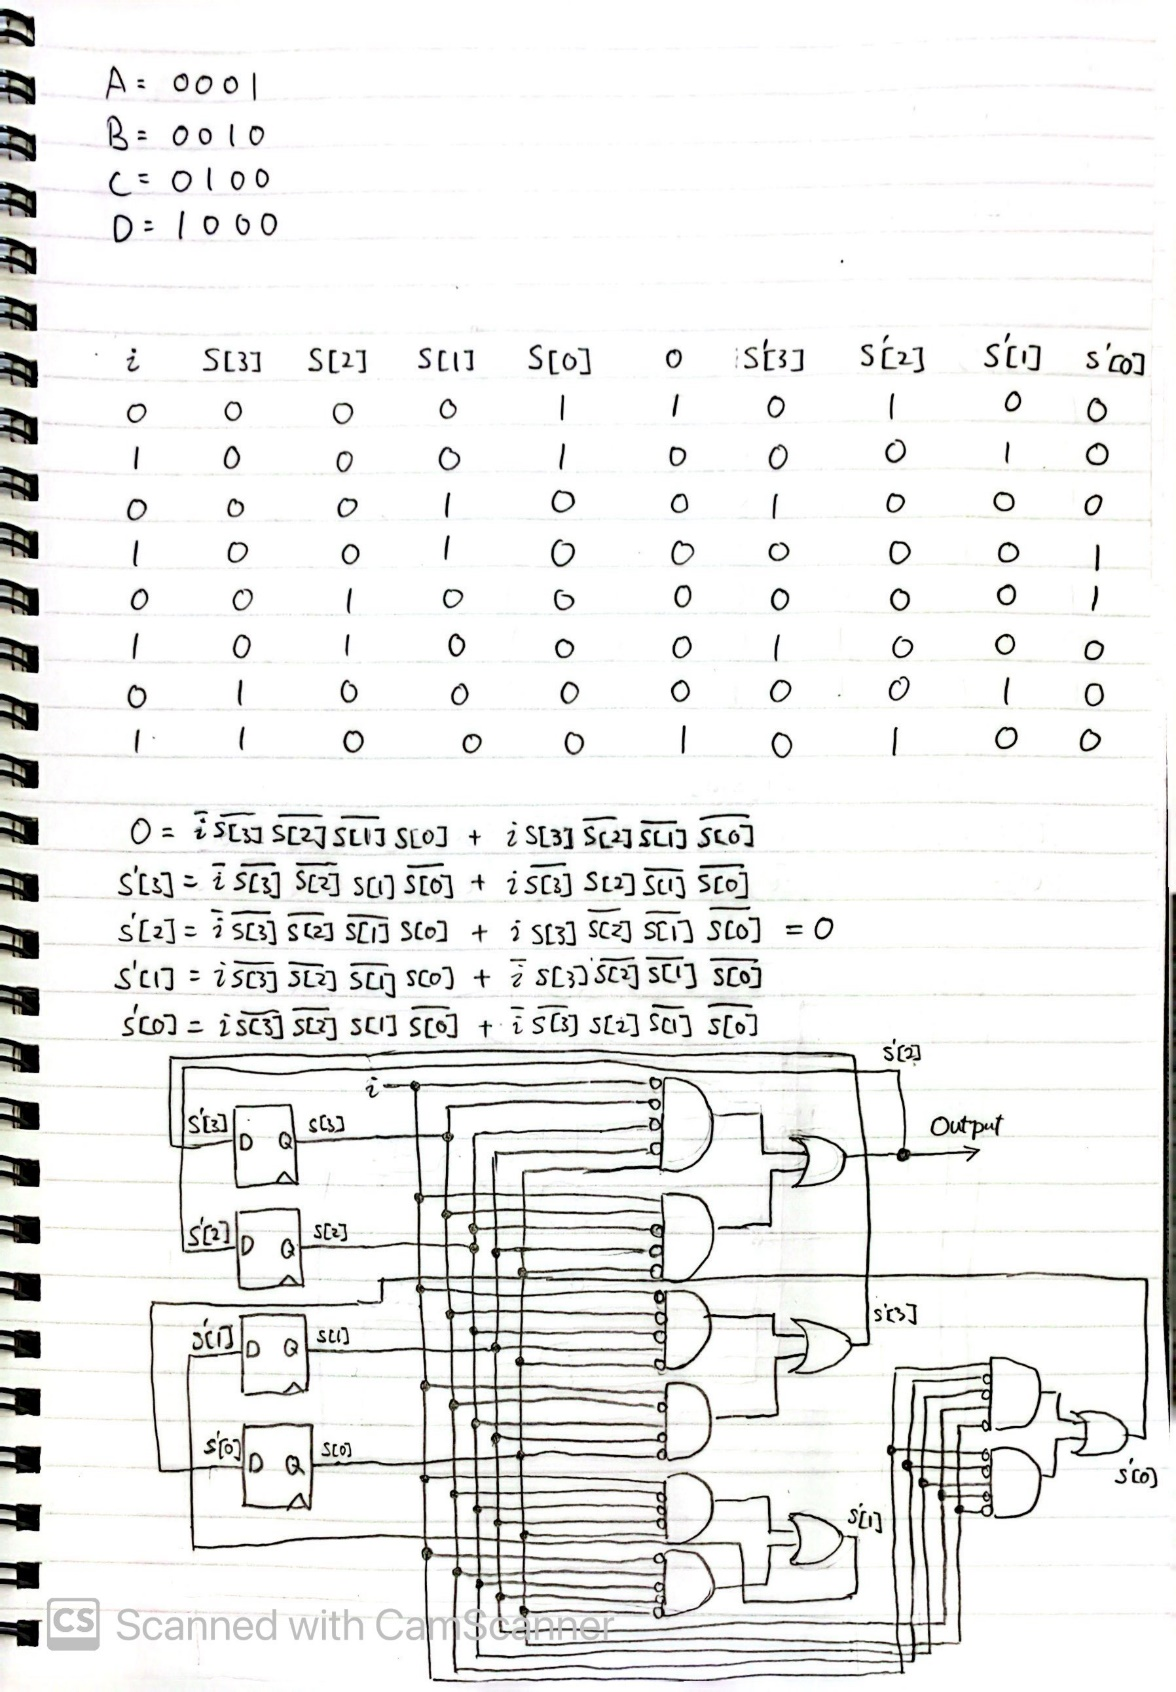 A = 0001
B = 0010
C = 0100
D = 1000
i S[3] S[2] S[1] S[0] O S'[3] S'[2] S'[1] S'[0]
0 0 0 0 1 1 0 1 0 0
1 0 0 0 1 0 0 0 1 0
0 0 0 1 0 0 1 0 0 0
1 0 0 1 0 0 0 0 0 1
0 0 1 0 0 0 0 0 0 1
1 0 1 0 0 0 1 0 0 0
0 1 0 0 0 0 0 0 1 0
1 1 0 0 0 1 0 1 0 0
O = i̅ S̅[̅3̅]̅ S̅[̅2̅]̅ S̅[̅1̅]̅ S[0] + i S[3] S̅[̅2̅]̅ S̅[̅1̅]̅ S̅[̅0̅]̅
S'[3] = i̅ S̅[̅3̅]̅ S̅[̅2̅]̅ S[1] S̅[̅0̅]̅ + i S̅[̅3̅]̅ S[2] S̅[̅1̅]̅ S̅[̅0̅]̅
S'[2] = i̅ S̅[̅3̅]̅ S̅[̅2̅]̅ S̅[̅1̅]̅ S[0] + i S[3] S̅[̅2̅]̅ S̅[̅1̅]̅ S̅[̅0̅]̅ = O
S'[1] = i S̅[̅3̅]̅ S̅[̅2̅]̅ S̅[̅1̅]̅ S[0] + i̅ S[3] S̅[̅2̅]̅ S̅[̅1̅]̅ S̅[̅0̅]̅
S'[0] = i S̅[̅3̅]̅ S̅[̅2̅]̅ S[1] S̅[̅0̅]̅ + i̅ S̅[̅3̅]̅ S[2] S̅[̅1̅]̅ S̅[̅0̅]̅
S'[2]
i
S'[3] D Q S[3]
Output
S'[2] D Q S[2]
S'[3]
S'[1] D Q S[1]
S'[0] D Q S[0]
S'[0]
S'[1]
CS Scanned with CamScanner